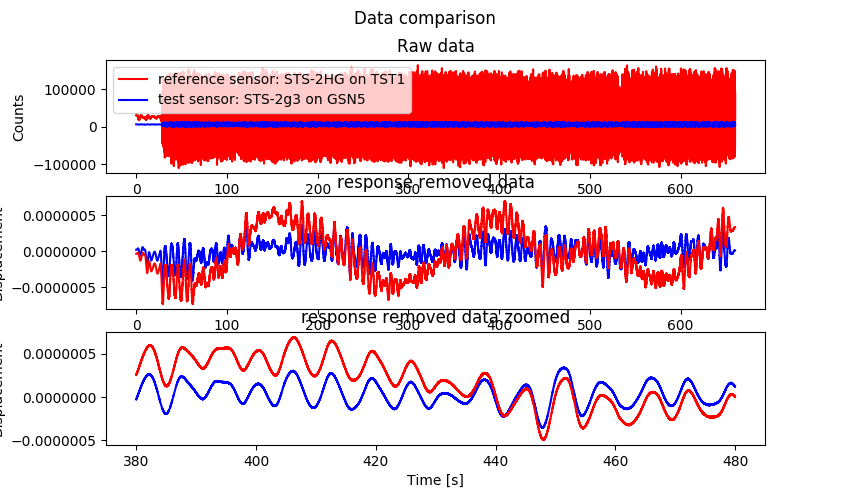 Data comparison
Raw data
reference sensor: STS-2HG on TST1
test sensor: STS-2g3 on GSN5
Counts
100000
0
−100000
0 100 200 300 400 500 600
response removed data
0.0000005
0.0000000
−0.0000005
0 100 200 300 400 500 600
response removed data zoomed
0.0000005
0.0000000
−0.0000005
380 400 420 440 460 480
Time [s]